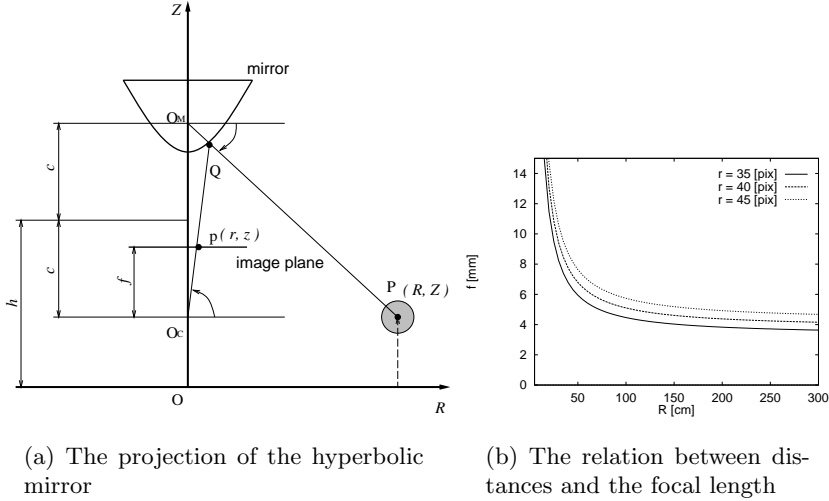 Z
mirror
O_M
Q
c
p(r, z)
image plane
c
f
h
P (R, Z)
O_C
O
R
14
12
10
8
6
4
2
0
f [mm]
r = 35 [pix]
r = 40 [pix]
r = 45 [pix]
50 100 150 200 250 300
R [cm]
(a) The projection of the hyperbolic
mirror
(b) The relation between dis-
tances and the focal length